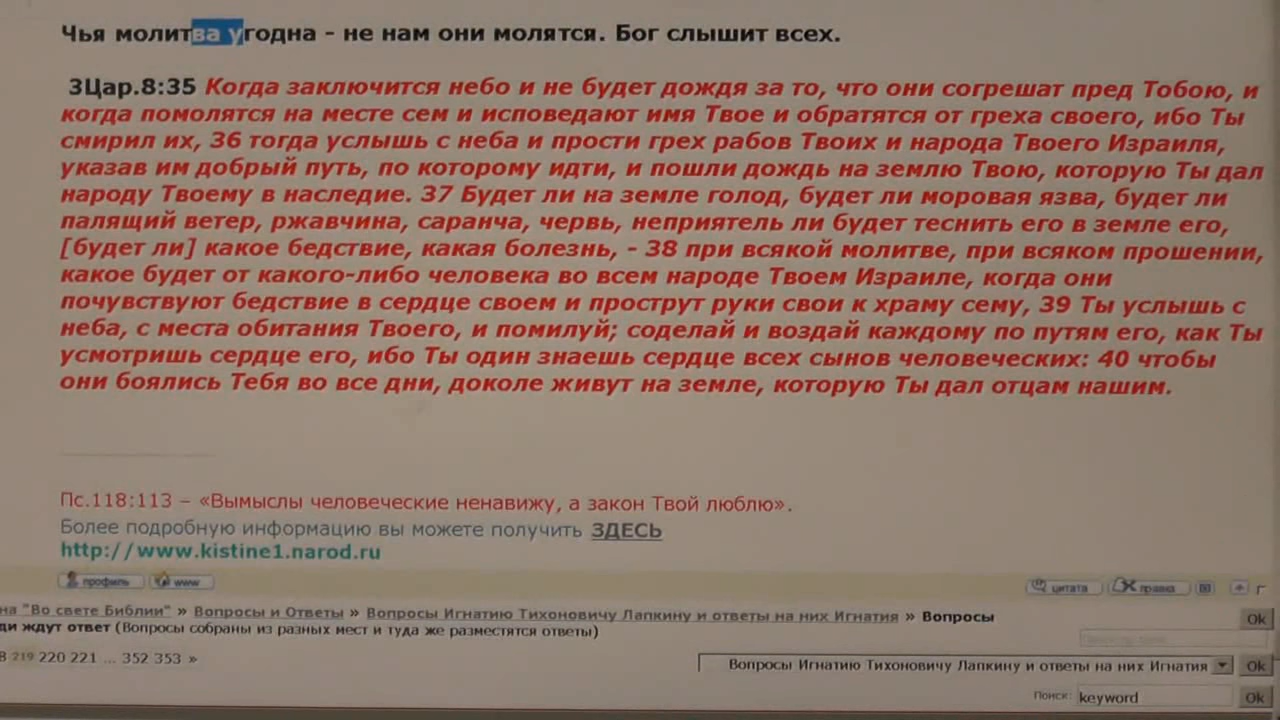 Чья молитва угодна - не нам они молятся. Бог слышит всех.
3Цар.8:35 Когда заключится небо и не будет дождя за то, что они согрешат пред Тобою, и
когда помолятся на месте сем и исповедают имя Твое и обратятся от греха своего, ибо Ты
смирил их, 36 тогда услышь с неба и прости грех рабов Твоих и народа Твоего Израиля,
указав им добрый путь, по которому идти, и пошли дождь на землю Твою, которую Ты дал
народу Твоему в наследие. 37 Будет ли на земле голод, будет ли моровая язва, будет ли
палящий ветер, ржавчина, саранча, червь, неприятель ли будет теснить его в земле его,
[будет ли] какое бедствие, какая болезнь, - 38 при всякой молитве, при всяком прошении,
какое будет от какого-либо человека во всем народе Твоем Израиле, когда они
почувствуют бедствие в сердце своем и прострут руки свои к храму сему, 39 Ты услышь с
неба, с места обитания Твоего, и помилуй; соделай и воздай каждому по путям его, как Ты
усмотришь сердце его, ибо Ты один знаешь сердце всех сынов человеческих: 40 чтобы
они боялись Тебя во все дни, доколе живут на земле, которую Ты дал отцам нашим.
Пс.118:113 – «Вымыслы человеческие ненавижу, а закон Твой люблю».
Более подробную информацию вы можете получить ЗДЕСЬ
http://www.kistine1.narod.ru
профиль www цитата правка
на "Во свете Библии" » Вопросы и Ответы » Вопросы Игнатию Тихоновичу Лапкину и ответы на них Игнатия » Вопросы Ok
ди ждут ответ (Вопросы собраны из разных мест и туда же разместятся ответы)
8 219 220 221 ... 352 353 » Вопросы Игнатию Тихоновичу Лапкину и ответы на них Игнатия Ok
Поиск: keyword Ok